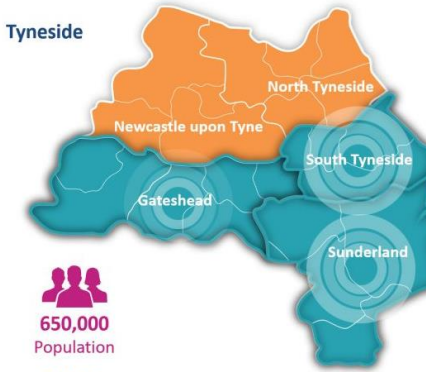 Tyneside
North Tyneside
Newcastle upon Tyne
South Tyneside
Gateshead
Sunderland
650,000
Population